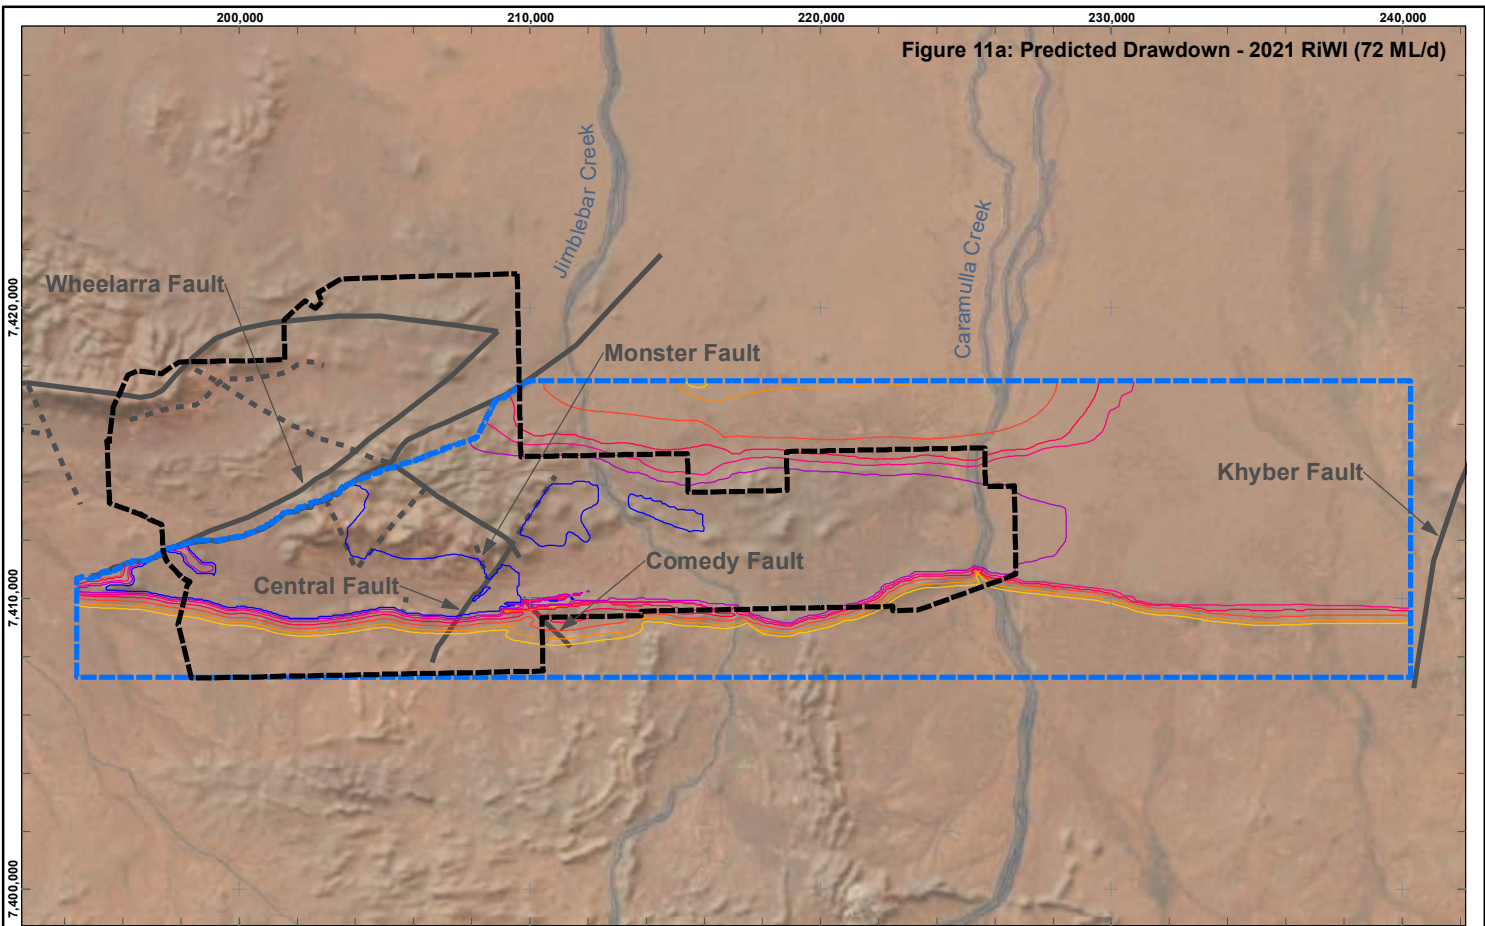 200,000
210,000
220,000
230,000
240,000
Figure 11a: Predicted Drawdown - 2021 RiWI (72 ML/d)
Jimblebar Creek
Caramulla Creek
7,420,000
Wheelarra Fault
Monster Fault
Khyber Fault
Comedy Fault
Central Fault
7,410,000
7,400,000